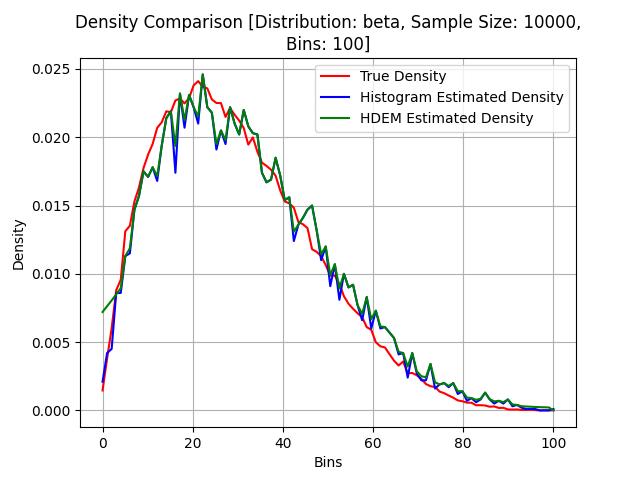 Density Comparison [Distribution: beta, Sample Size: 10000,
Bins: 100]
True Density
Histogram Estimated Density
HDEM Estimated Density
Density
0.025
0.020
0.015
0.010
0.005
0.000
0 20 40 60 80 100
Bins